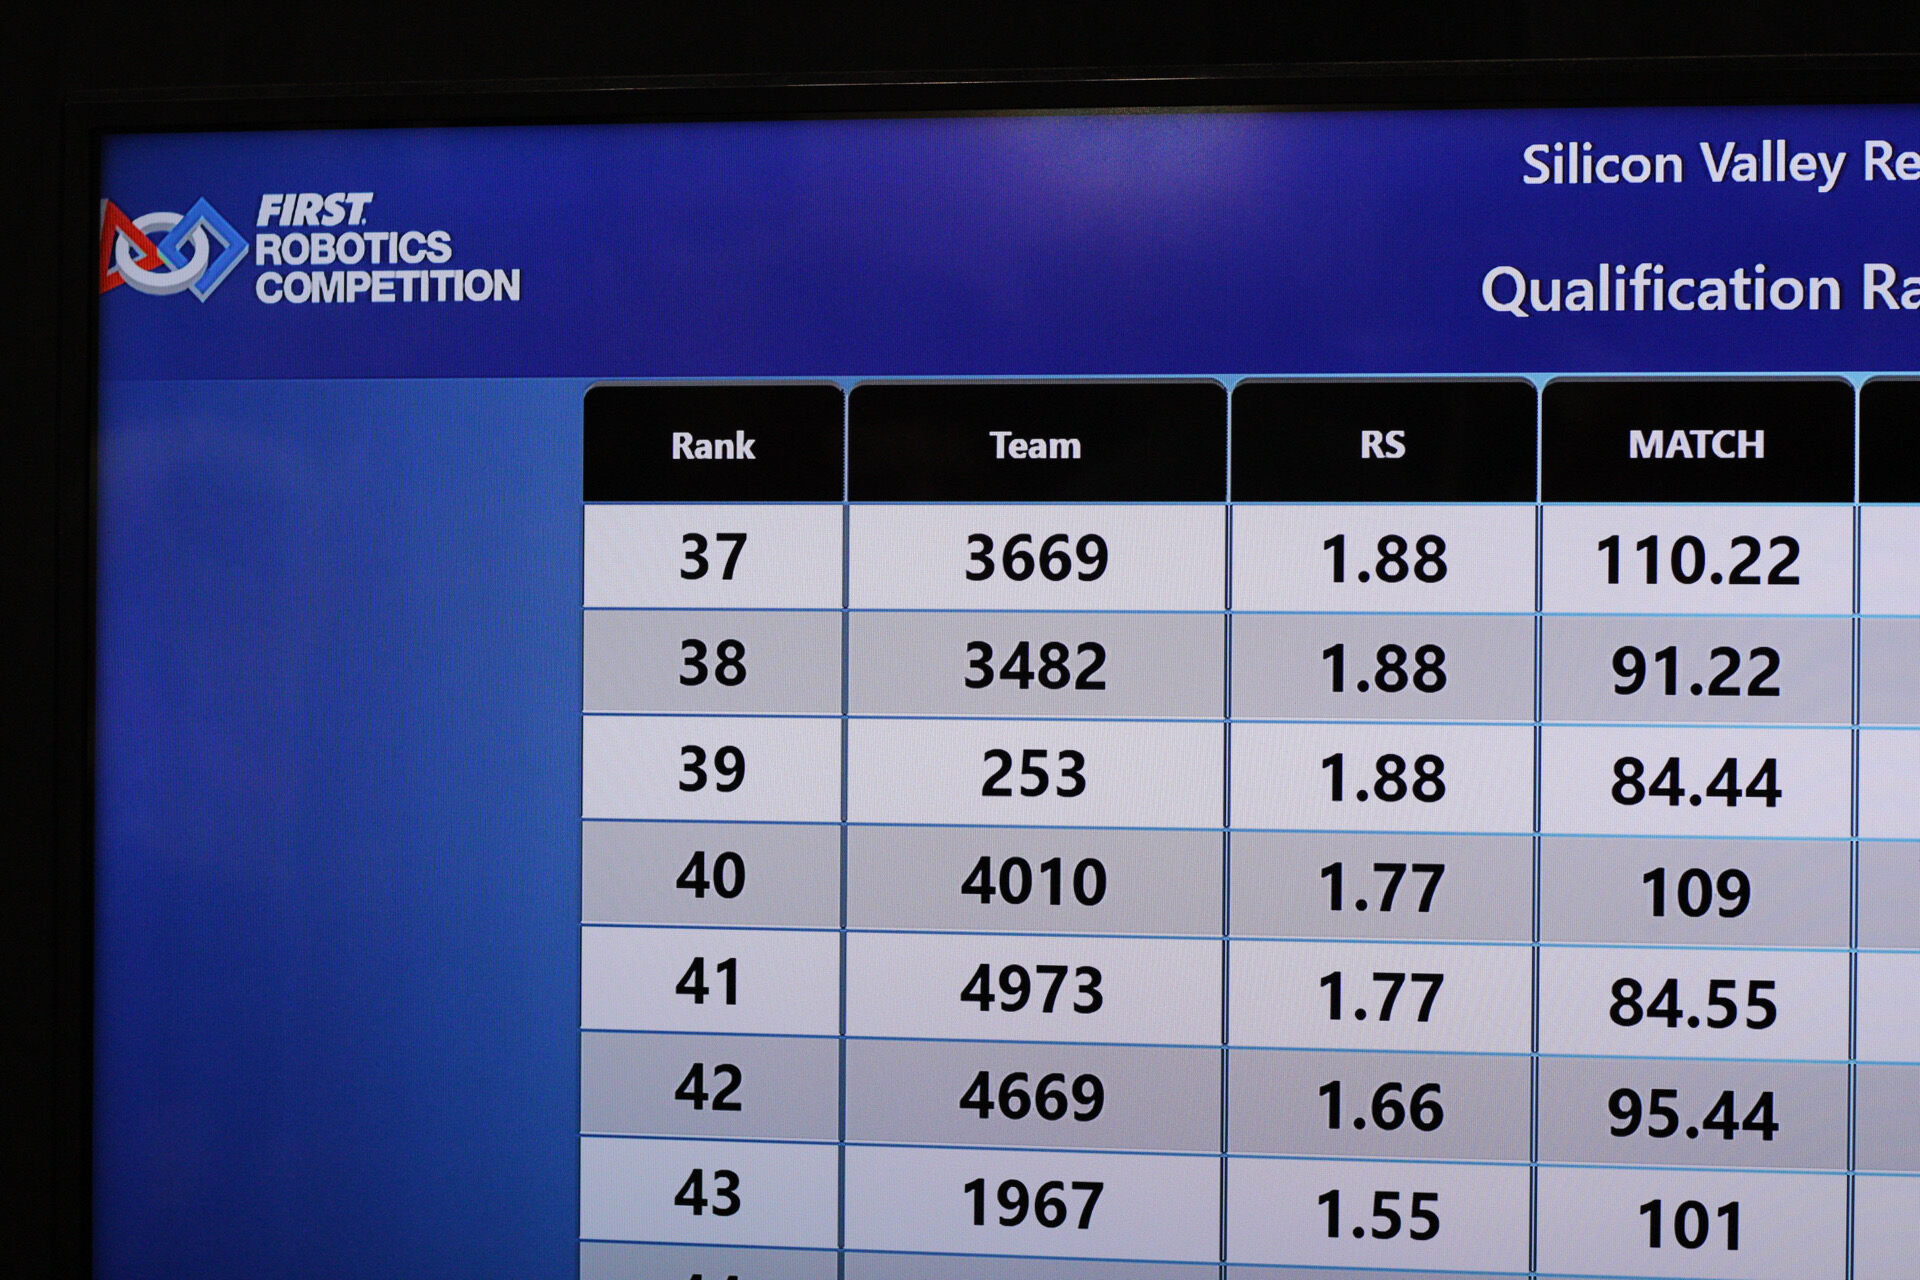 FIRST
ROBOTICS
COMPETITION
Silicon Valley Re
Qualification Ra
Rank Team RS MATCH
37 3669 1.88 110.22
38 3482 1.88 91.22
39 253 1.88 84.44
40 4010 1.77 109
41 4973 1.77 84.55
42 4669 1.66 95.44
43 1967 1.55 101